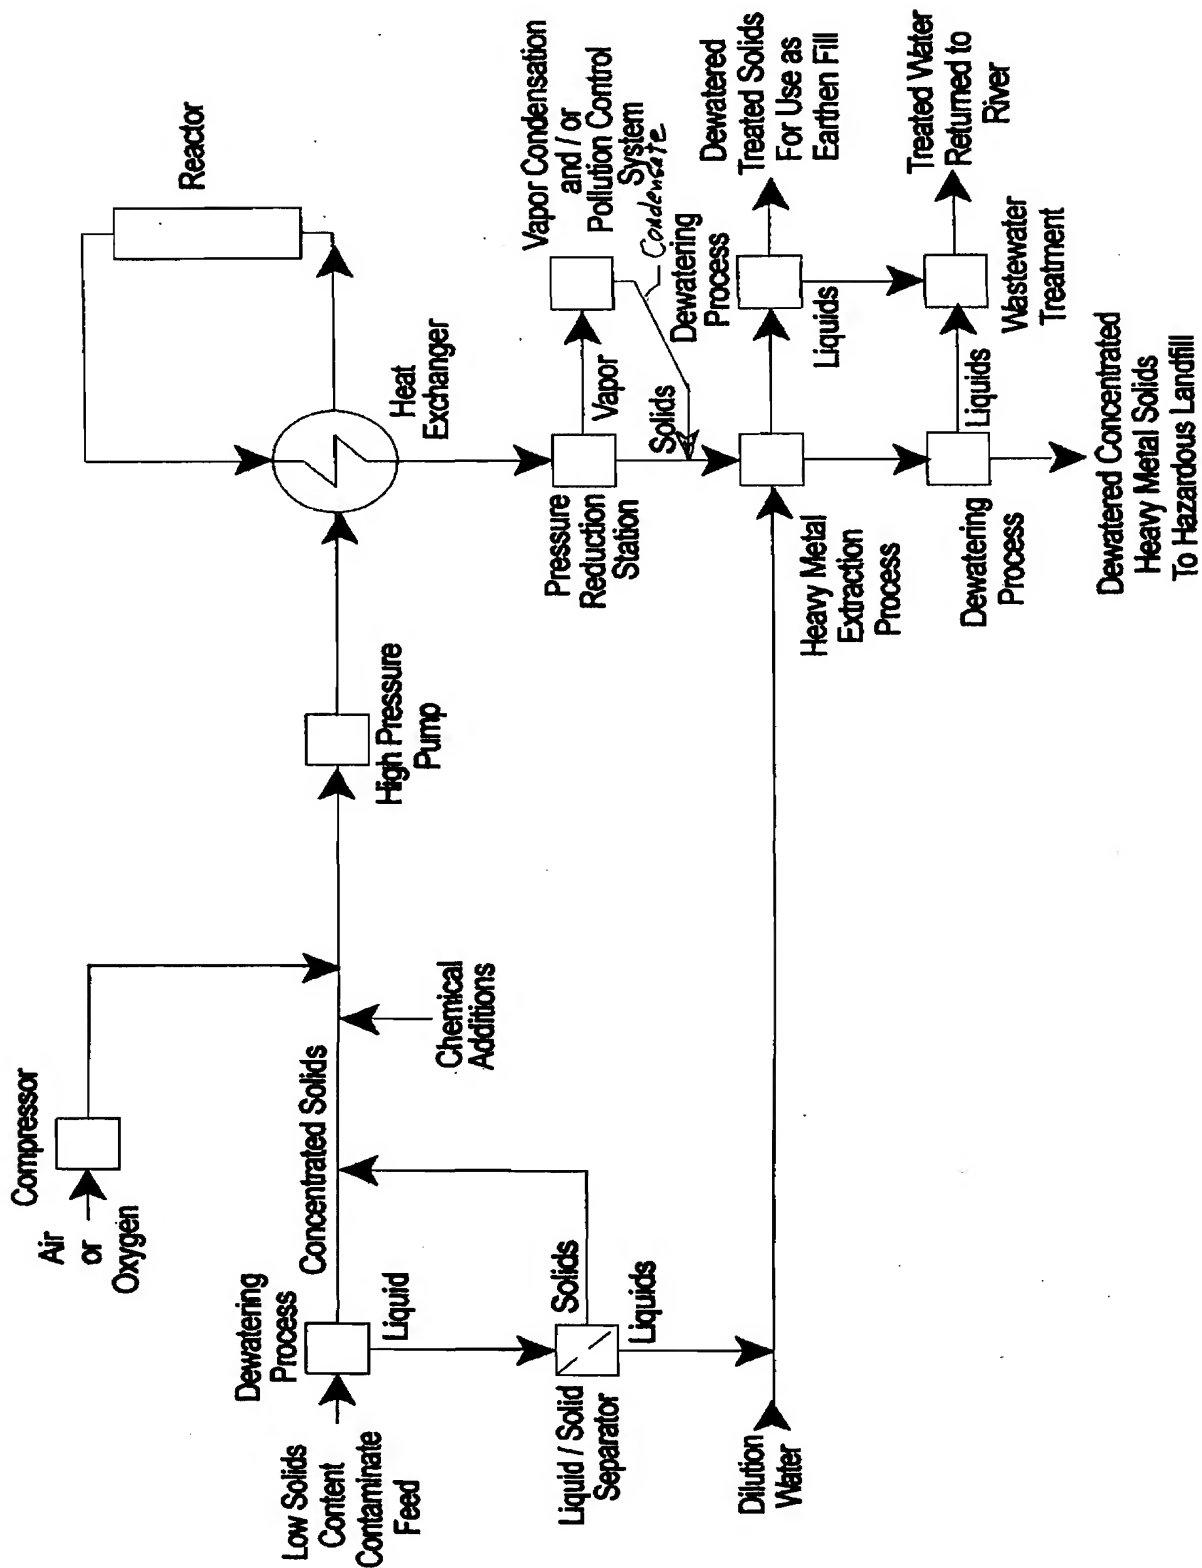 Air
or
Oxygen
Compressor
Low Solids
Content
Contaminate
Feed
Dewatering
Process
Concentrated Solids
Liquid
Liquid / Solid
Separator
Solids
Liquids
Dilution
Water
Chemical
Additions
High Pressure
Pump
Heat
Exchanger
Reactor
Pressure
Reduction
Station
Vapor
Vapor Condensation
and / or
Pollution Control
System
Condensate
Solids
Heavy Metal
Extraction
Process
Dewatering
Process
Liquids
Dewatered
Treated Solids
For Use as
Earthen Fill
Dewatering
Process
Liquids
Wastewater
Treatment
Treated Water
Returned to
River
Dewatered Concentrated
Heavy Metal Solids
To Hazardous Landfill